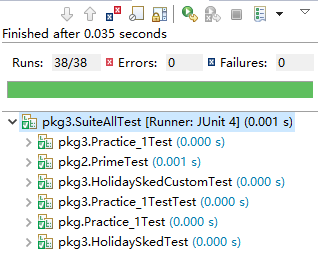 Finished after 0.035 seconds
Runs: 38/38 Errors: 0 Failures: 0
pkg3.SuiteAllTest [Runner: JUnit 4] (0.001 s)
pkg3.Practice_1Test (0.000 s)
pkg2.PrimeTest (0.001 s)
pkg3.HolidaySkedCustomTest (0.000 s)
pkg3.Practice_1TestTest (0.000 s)
pkg.Practice_1Test (0.000 s)
pkg3.HolidaySkedTest (0.000 s)